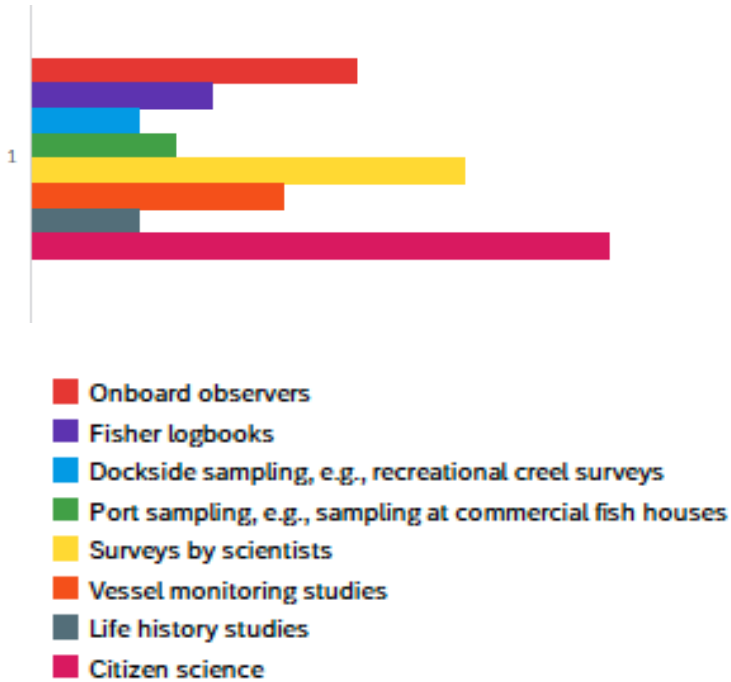 1
Onboard observers
Fisher logbooks
Dockside sampling, e.g., recreational creel surveys
Port sampling, e.g., sampling at commercial fish houses
Surveys by scientists
Vessel monitoring studies
Life history studies
Citizen science